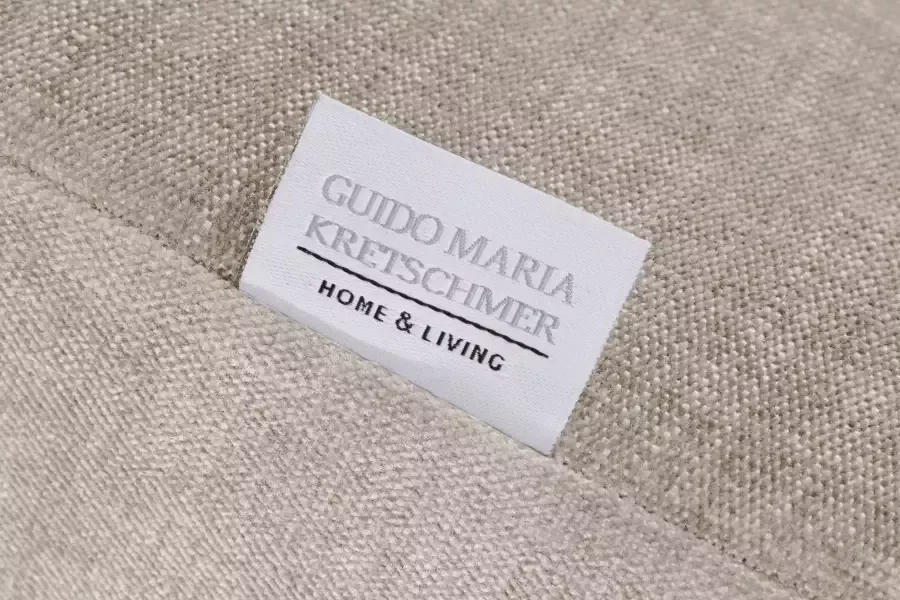 GUIDO MARIA
KRETSCHMER
HOME & LIVING